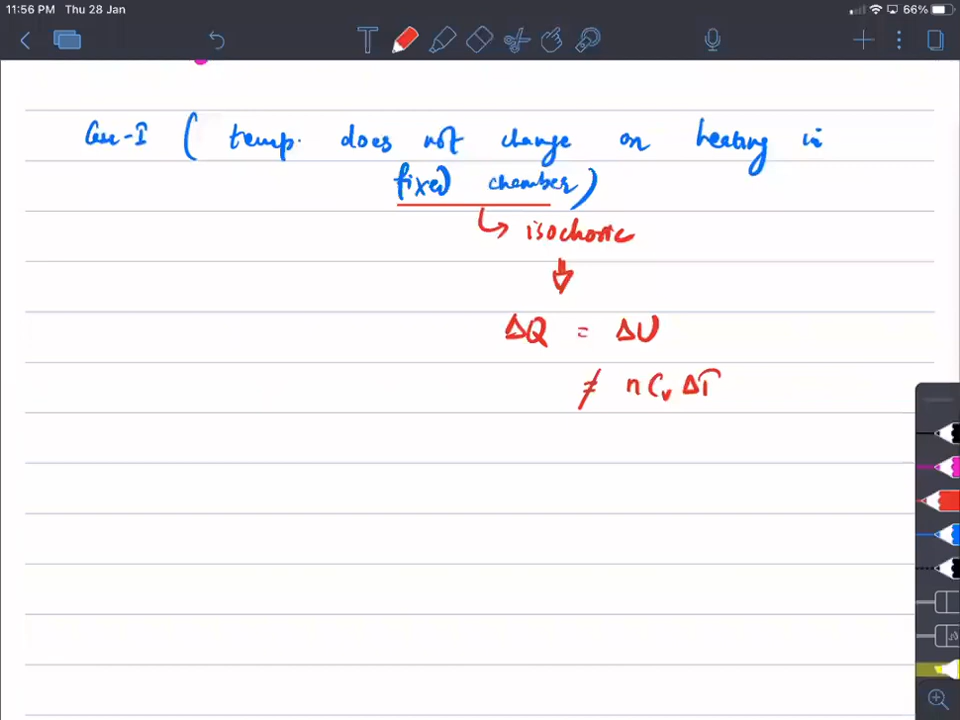 11:56 PM Thu 28 Jan 66%
Case-I ( temp. does not change on heating in
fixed chamber)
↳ isochoric
⇓
ΔQ = ΔU
≠ nCvΔT